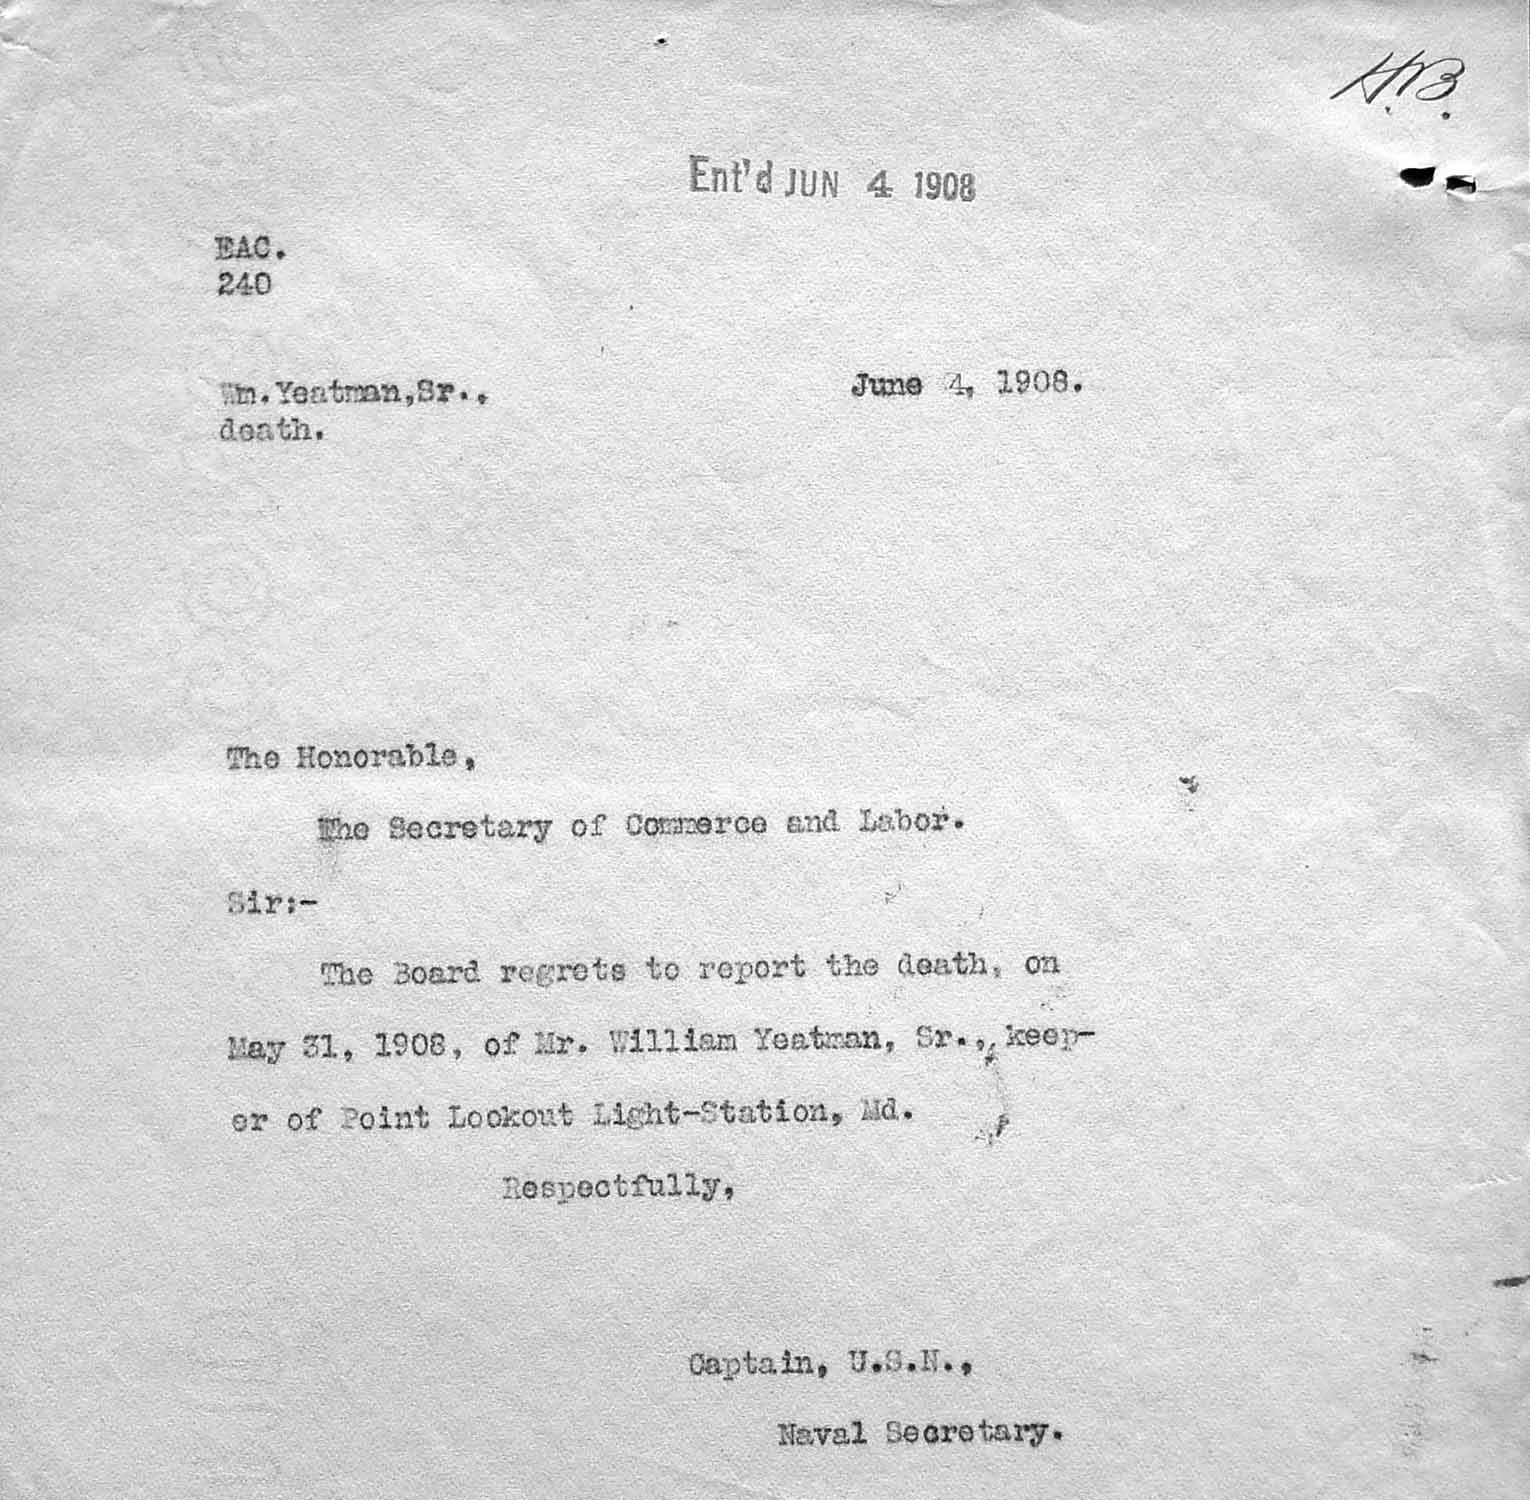 H.B.
Ent'd JUN 4 1908
EAC.
240
Wm.Yeatman,Sr.,
June 4, 1908.
death.
The Honorable,
The Secretary of Commerce and Labor.
Sir:-
The Board regrets to report the death, on
May 31, 1908, of Mr. William Yeatman, Sr., keep-
er of Point Lookout Light-Station, Md.
Respectfully,
Captain, U.S.N.,
Naval Secretary.